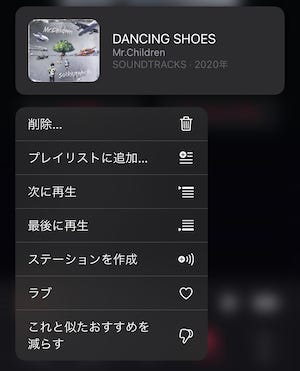 DANCING SHOES
Mr.Children
SOUNDTRACKS・2020年
Mr.Children
SOUNDTRACKS
削除...
プレイリストに追加...
次に再生
最後に再生
ステーションを作成
ラブ
これと似たおすすめを
減らす